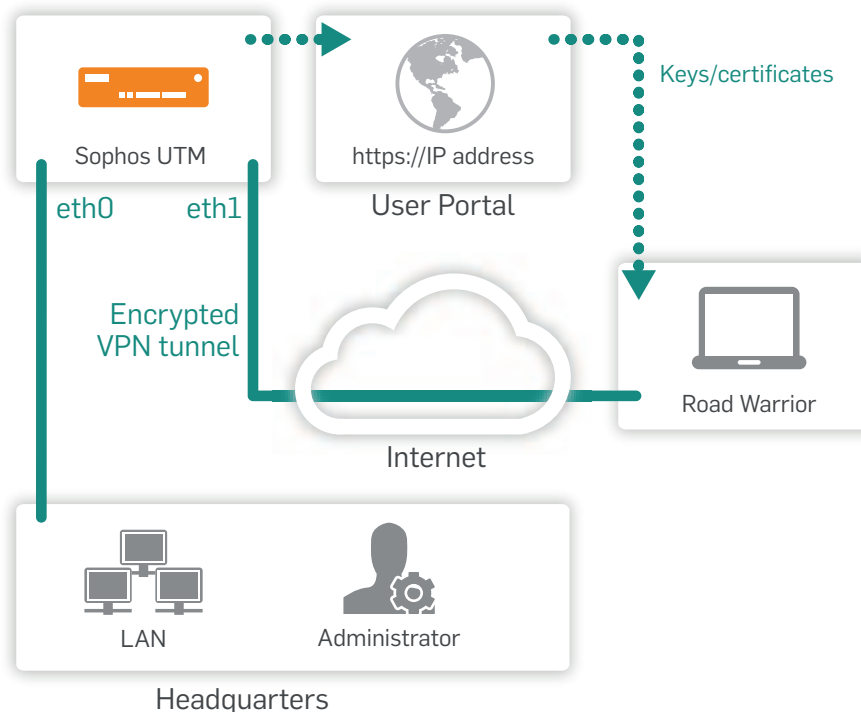 Sophos UTM
https://IP address
User Portal
Keys/certificates
eth0
eth1
Encrypted
VPN tunnel
Internet
Road Warrior
LAN
Administrator
Headquarters